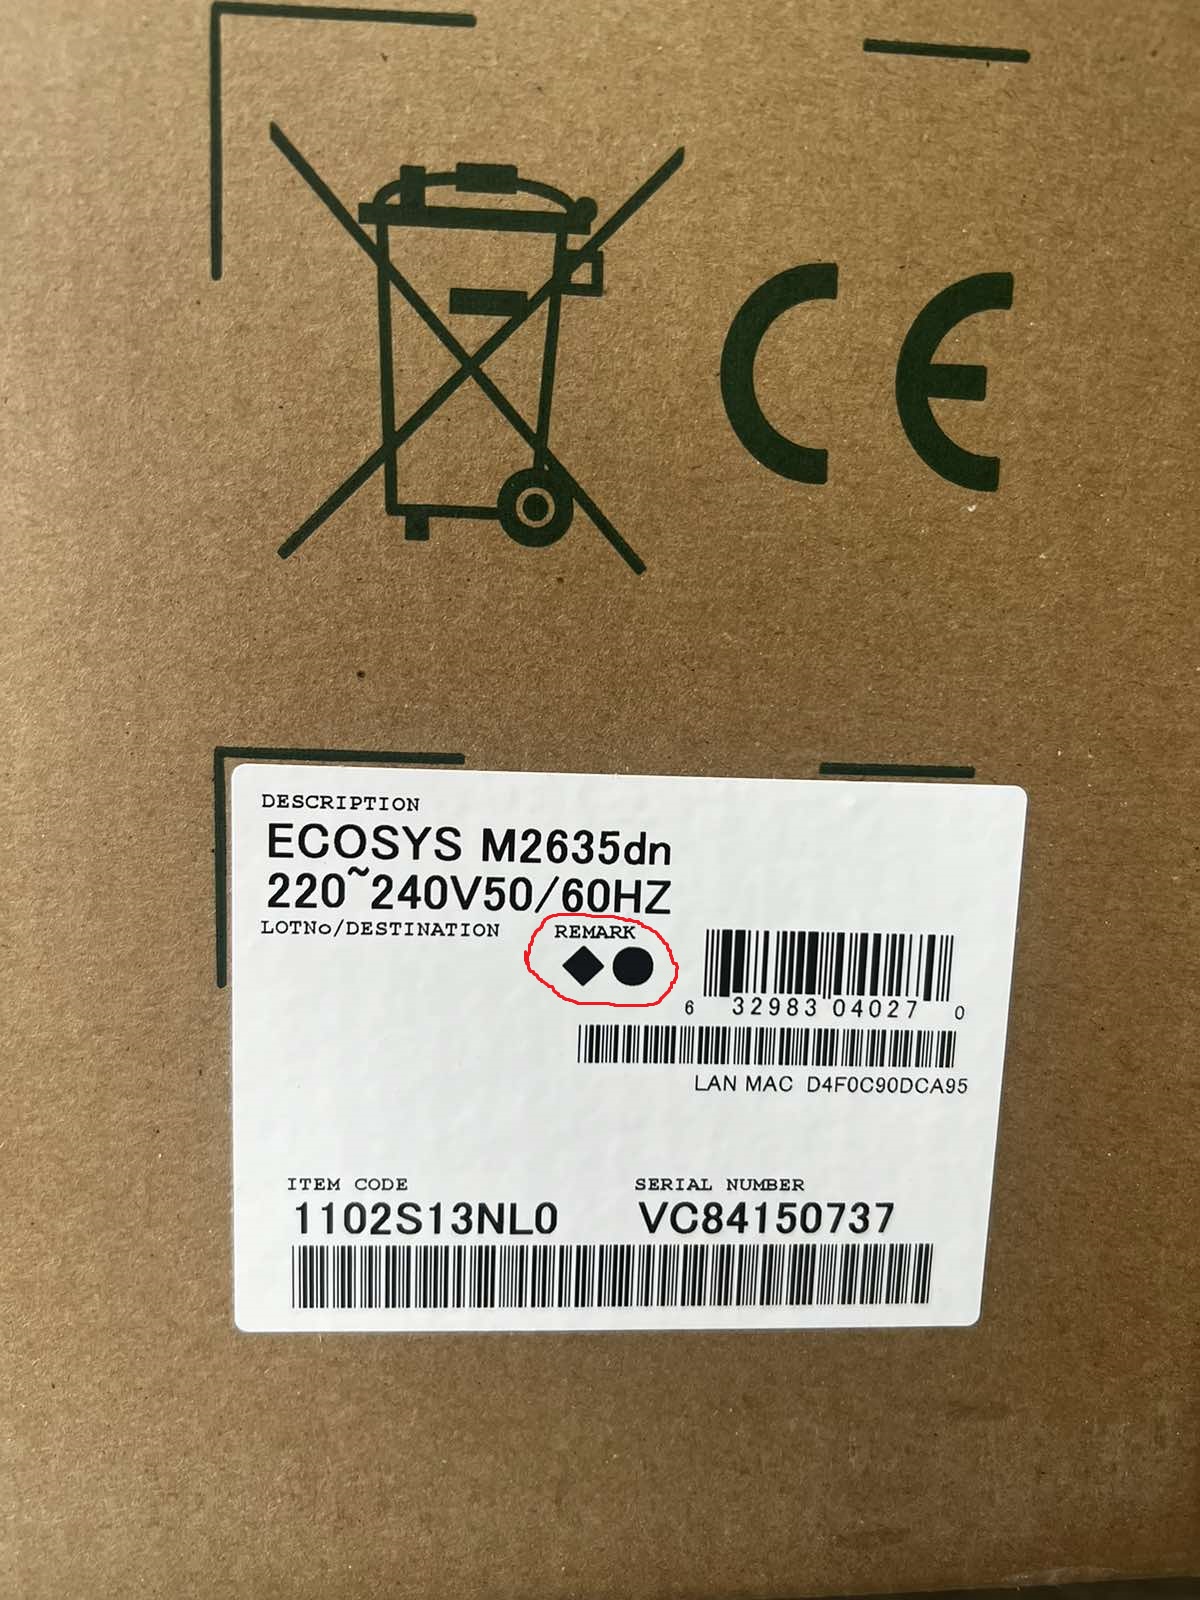 CE
DESCRIPTION
ECOSYS M2635dn
220~240V50/60HZ
LOTNo/DESTINATION REMARK
6 32983 04027 0
LAN MAC D4F0C90DCA95
ITEM CODE SERIAL NUMBER
1102S13NL0 VC84150737